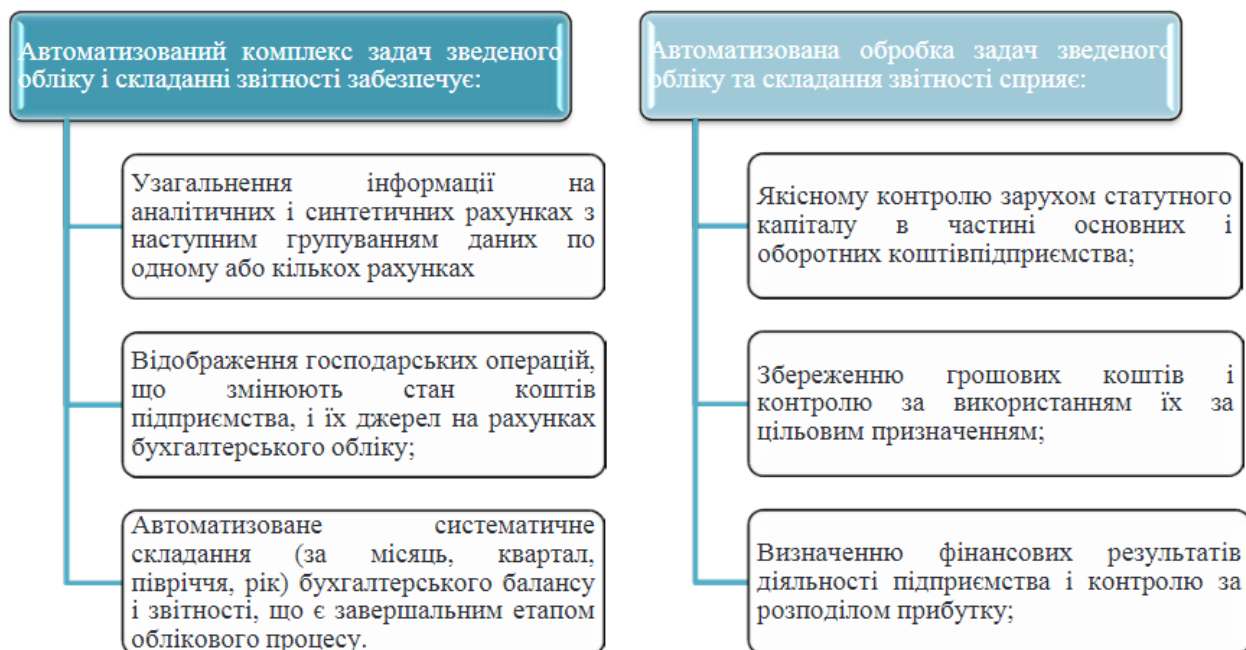 Автоматизований комплекс задач зведеного
обліку і складанні звітності забезпечує:
Узагальнення інформації на
аналітичних і синтетичних рахунках з
наступним групуванням даних по
одному або кількох рахунках
Відображення господарських операцій,
що змінюють стан коштів
підприємства, і їх джерел на рахунках
бухгалтерського обліку;
Автоматизоване систематичне
складання (за місяць, квартал,
півріччя, рік) бухгалтерського балансу
і звітності, що є завершальним етапом
облікового процесу.
Автоматизована обробка задач зведеного
обліку та складання звітності сприяє:
Якісному контролю зарухом статутного
капіталу в частині основних і
оборотних коштівпідприємства;
Збереженню грошових коштів і
контролю за використанням їх за
цільовим призначенням;
Визначенню фінансових результатів
діяльності підприємства і контролю за
розподілом прибутку;